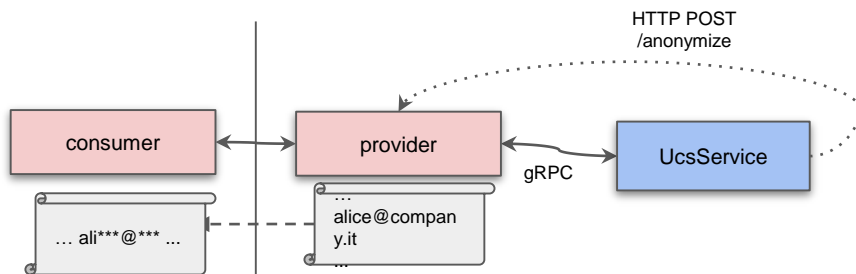 HTTP POST
/anonymize
consumer
provider
UcsService
gRPC
… ali***@*** ...
…
alice@compan
y.it
...